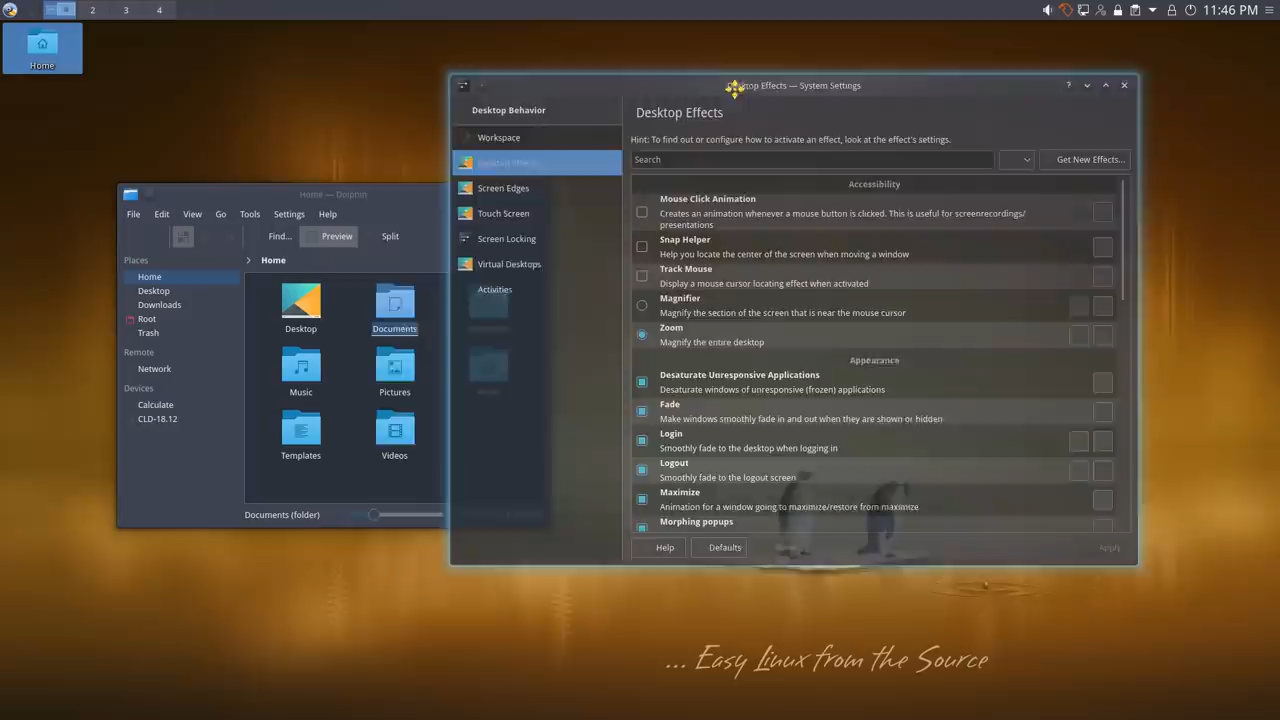 2 3 4 11:46 PM
Home
Desktop Effects — System Settings ?
Desktop Behavior
Workspace
Desktop Effects
Screen Edges
Touch Screen
Screen Locking
Virtual Desktops
Activities
Desktop Effects
Hint: To find out or configure how to activate an effect, look at the effect's settings.
Search Get New Effects...
Accessibility
Mouse Click Animation
Creates an animation whenever a mouse button is clicked. This is useful for screenrecordings/
presentations
Snap Helper
Help you locate the center of the screen when moving a window
Track Mouse
Display a mouse cursor locating effect when activated
Magnifier
Magnify the section of the screen that is near the mouse cursor
Zoom
Magnify the entire desktop
Appearance
Desaturate Unresponsive Applications
Desaturate windows of unresponsive (frozen) applications
Fade
Make windows smoothly fade in and out when they are shown or hidden
Login
Smoothly fade to the desktop when logging in
Logout
Smoothly fade to the logout screen
Maximize
Animation for a window going to maximize/restore from maximize
Morphing popups
Help Defaults Apply
Home — Dolphin
File Edit View Go Tools Settings Help
Find... Preview Split
Places
Home
Desktop
Downloads
Root
Trash
Remote
Network
Devices
Calculate
CLD-18.12
Home
Desktop Documents
Music Pictures
Templates Videos
Documents (folder)
... Easy Linux from the Source